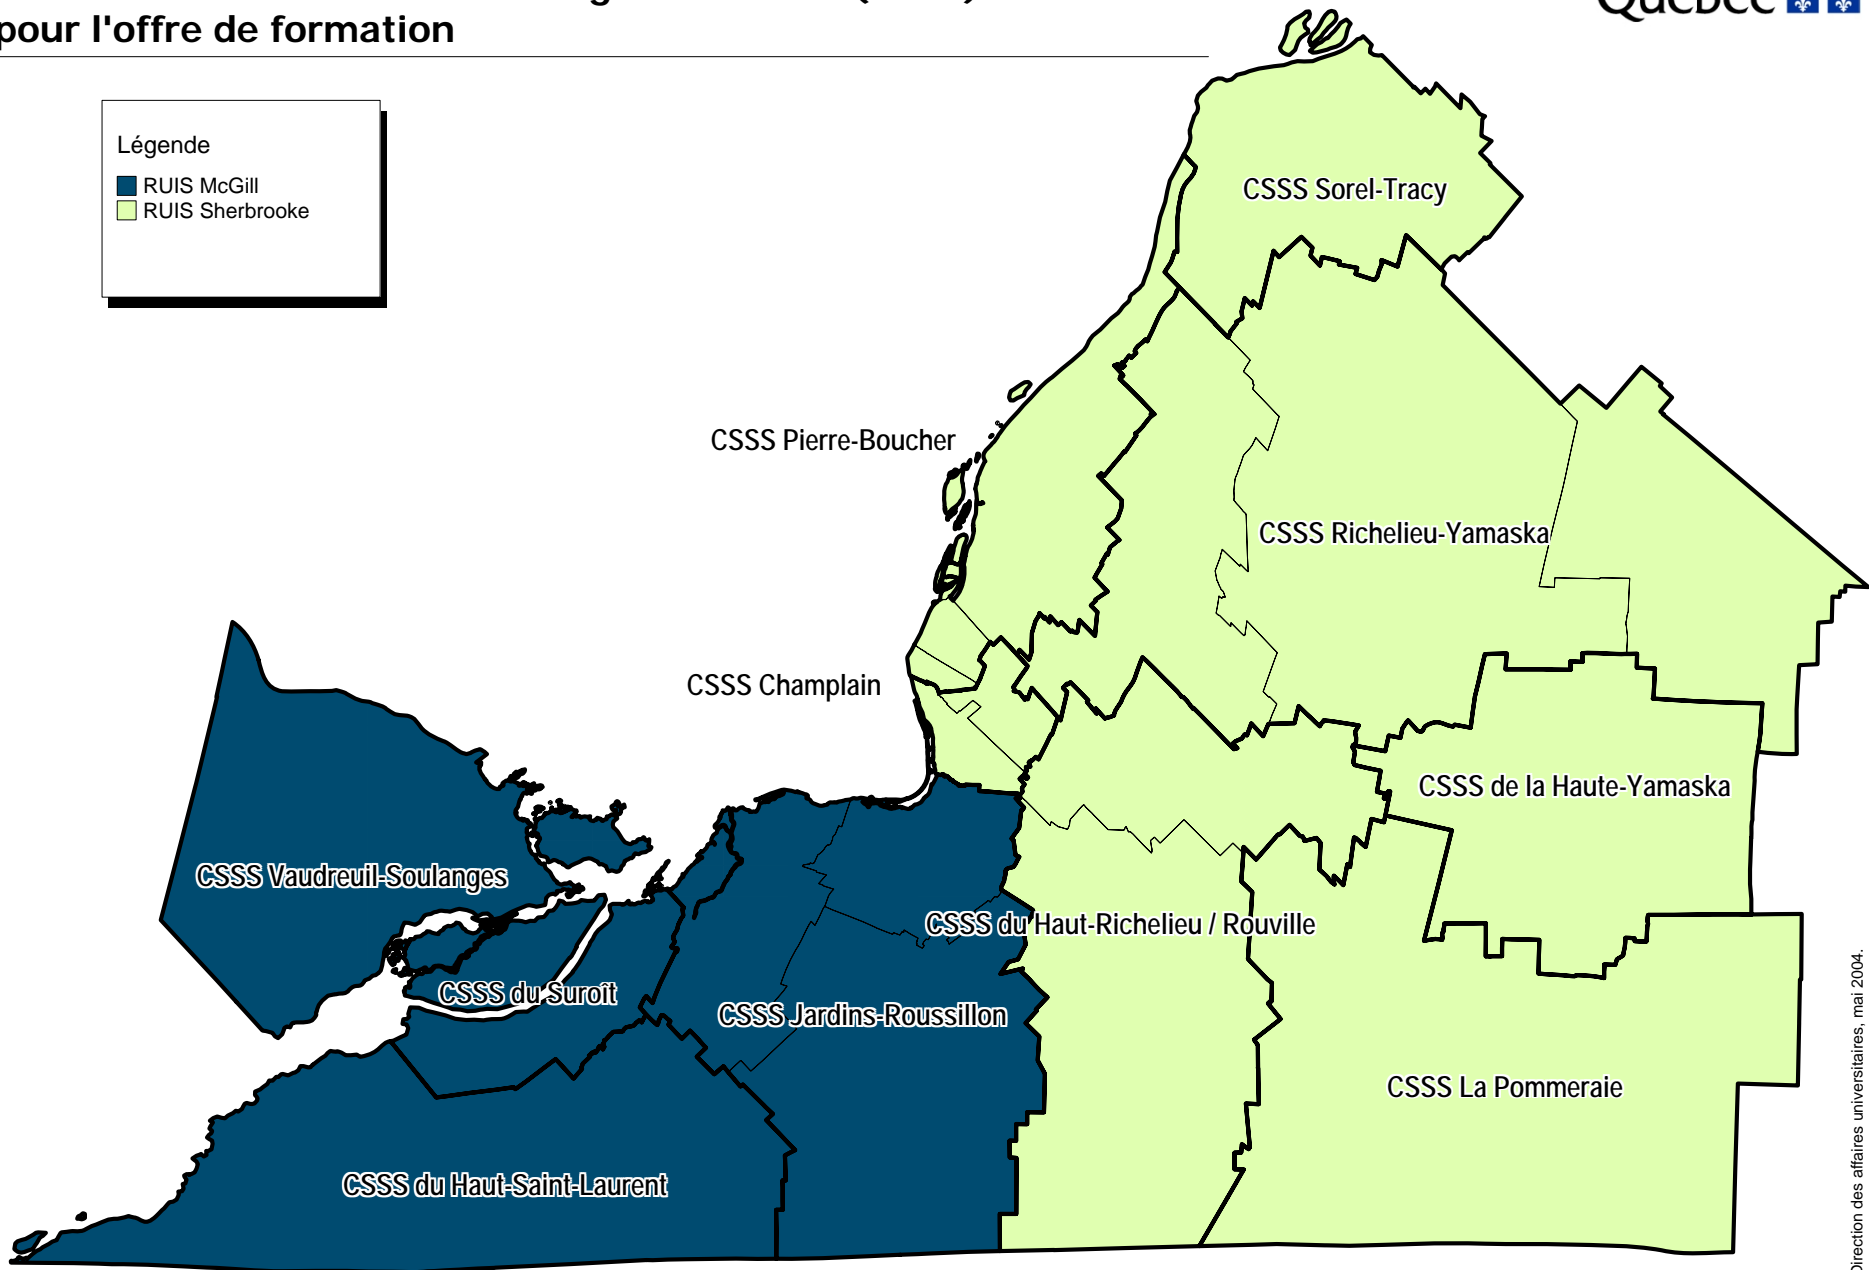 pour l'offre de formation
Québec
Légende
RUIS McGill
RUIS Sherbrooke
CSSS Sorel-Tracy
CSSS Pierre-Boucher
CSSS Richelieu-Yamaska
CSSS Champlain
CSSS de la Haute-Yamaska
CSSS Vaudreuil-Soulanges
CSSS du Haut-Richelieu / Rouville
CSSS du Suroît
CSSS Jardins-Roussillon
CSSS La Pommeraie
CSSS du Haut-Saint-Laurent
Direction des affaires universitaires, mai 2004.